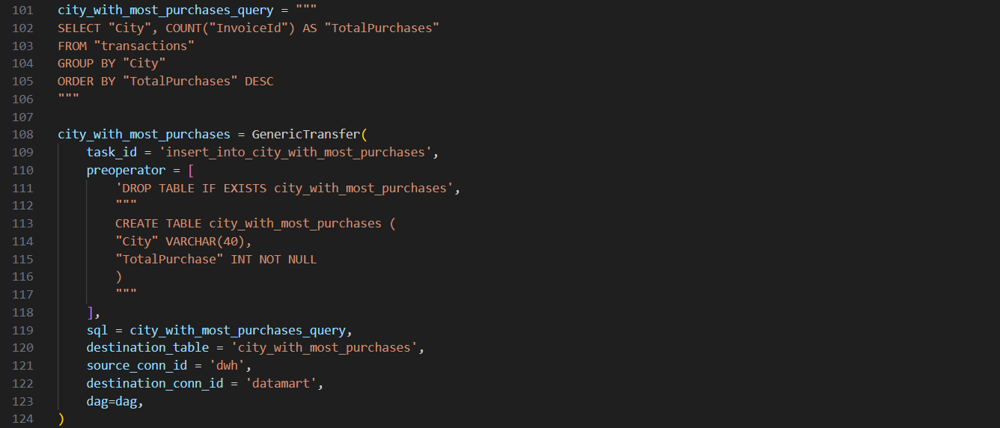 101 city_with_most_purchases_query = """
102 SELECT "City", COUNT("InvoiceId") AS "TotalPurchases"
103 FROM "transactions"
104 GROUP BY "City"
105 ORDER BY "TotalPurchases" DESC
106 """
107
108 city_with_most_purchases = GenericTransfer(
109     task_id = 'insert_into_city_with_most_purchases',
110     preoperator = [
111         'DROP TABLE IF EXISTS city_with_most_purchases',
112         """
113         CREATE TABLE city_with_most_purchases (
114         "City" VARCHAR(40),
115         "TotalPurchase" INT NOT NULL
116         )
117         """
118     ],
119     sql = city_with_most_purchases_query,
120     destination_table = 'city_with_most_purchases',
121     source_conn_id = 'dwh',
122     destination_conn_id = 'datamart',
123     dag=dag,
124 )